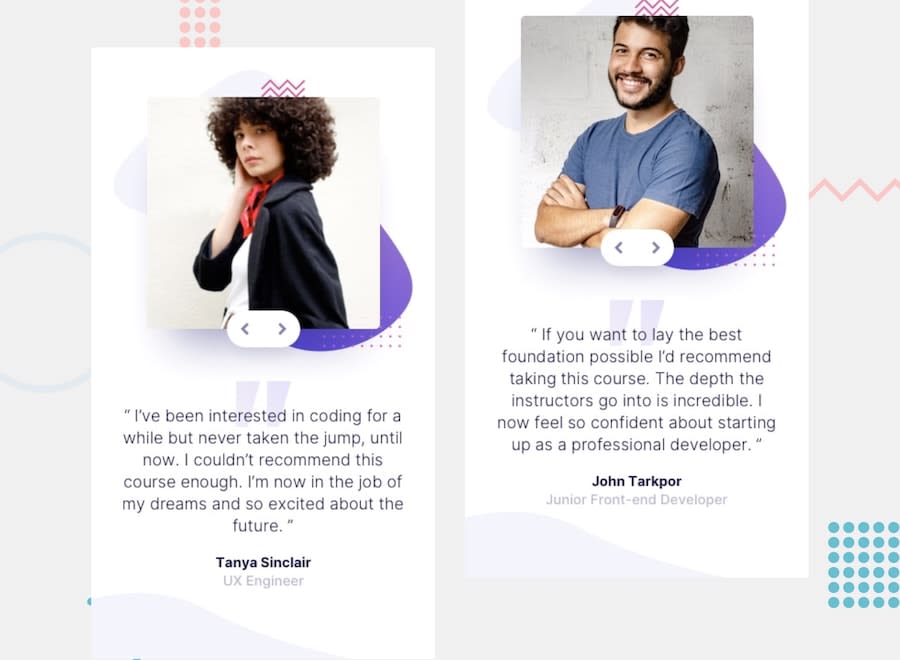 “ I’ve been interested in coding for a
while but never taken the jump, until
now. I couldn’t recommend this
course enough. I’m now in the job of
my dreams and so excited about the
future. ”
Tanya Sinclair
UX Engineer
“ If you want to lay the best
foundation possible I’d recommend
taking this course. The depth the
instructors go into is incredible. I
now feel so confident about starting
up as a professional developer. ”
John Tarkpor
Junior Front-end Developer